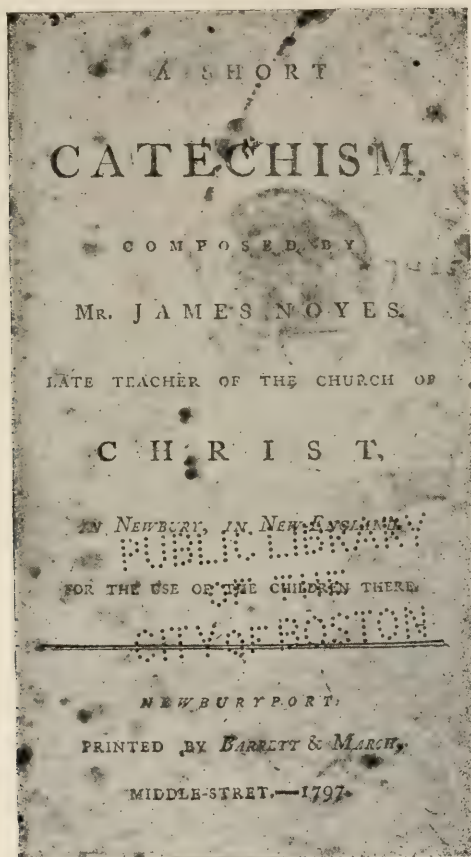 A SHORT
CATECHISM,
COMPOSED BY
MR. JAMES NOYES.
LATE TEACHER OF THE CHURCH OF
CHRIST,
IN NEWBURY, IN NEW-ENGLAND.
PUBLIC LIBRARY
FOR THE USE OF THE CHILDREN THERE.
OF THE
CITY OF BOSTON
NEWBURYPORT,
PRINTED BY BARRETT & MARCH,
MIDDLE-STRET.—1797.